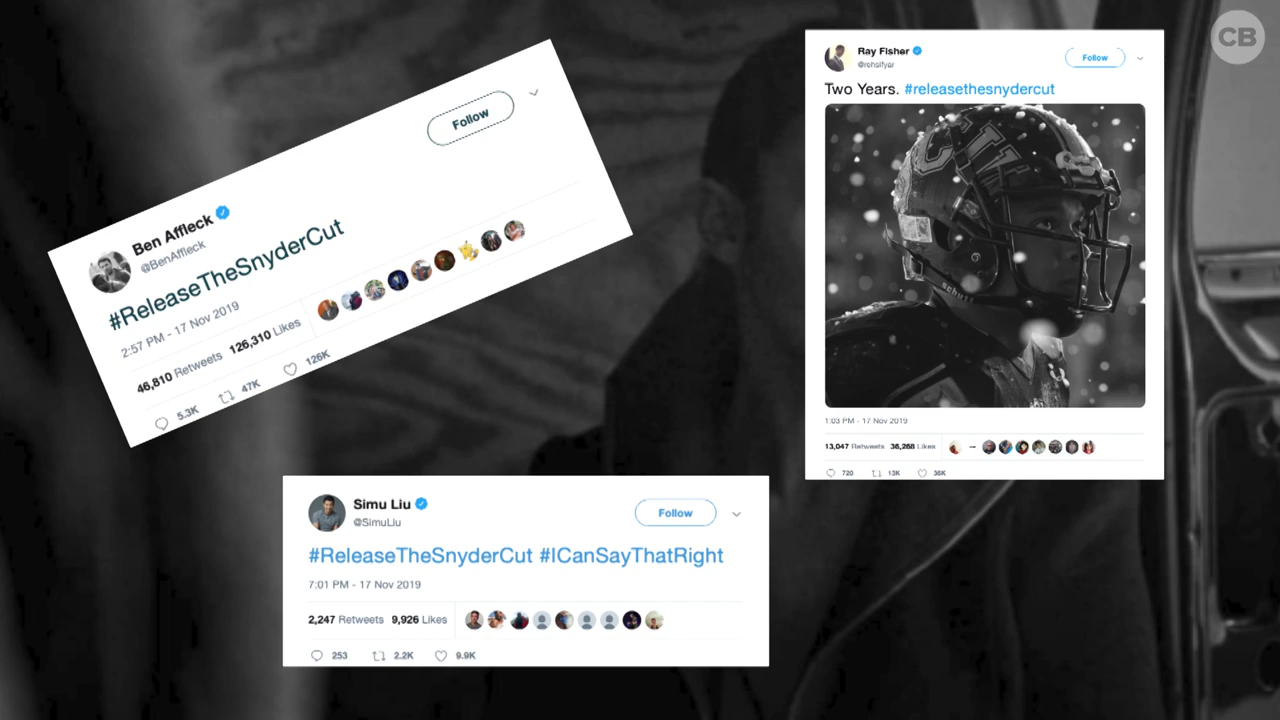 Ben Affleck
@BenAffleck
Follow
#ReleaseTheSnyderCut
2:57 PM - 17 Nov 2019
46,810 Retweets 126,310 Likes
5.3K 47K 126K
Ray Fisher
@rehsifyar
Follow
Two Years. #releasethesnydercut
schutt
1:03 PM - 17 Nov 2019
13,047 Retweets 36,268 Likes
720 13K 36K
Simu Liu
@SimuLiu
Follow
#ReleaseTheSnyderCut #ICanSayThatRight
7:01 PM - 17 Nov 2019
2,247 Retweets 9,926 Likes
253 2.2K 9.9K
CB